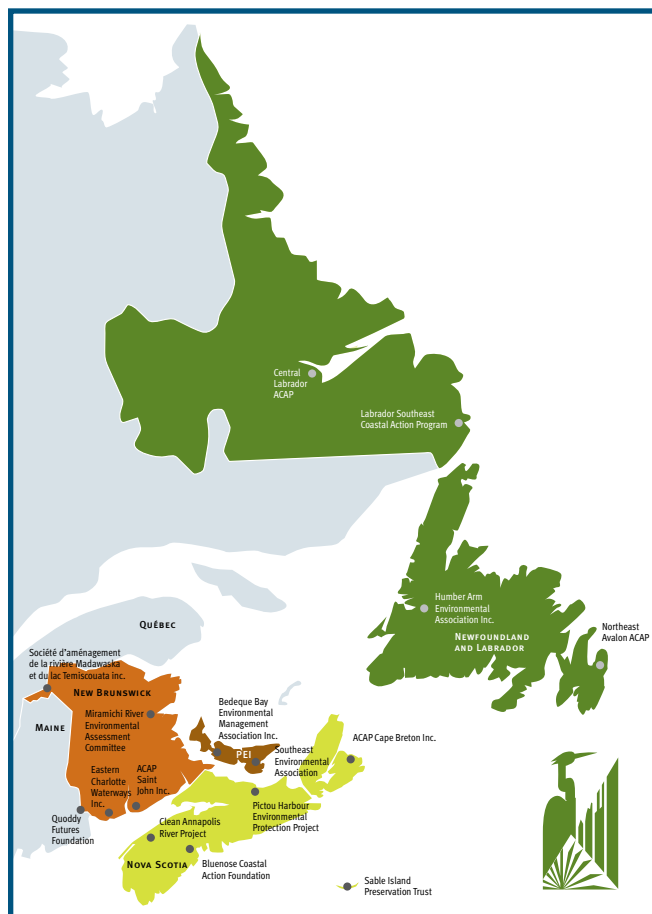 Central
Labrador
ACAP
Labrador Southeast
Coastal Action Program
Humber Arm
Environmental
Association Inc.
NEWFOUNDLAND
AND LABRADOR
Northeast
Avalon ACAP
QUÉBEC
Société d'aménagement
de la rivière Madawaska
et du lac Temiscouata inc.
NEW BRUNSWICK
MAINE
Miramichi River
Environmental
Assessment
Committee
Bedeque Bay
Environmental
Management
Association Inc.
PEI
Southeast
Environmental
Association
ACAP Cape Breton Inc.
Eastern
Charlotte
Waterways
Inc.
ACAP
Saint
John Inc.
Quoddy
Futures
Foundation
Clean Annapolis
River Project
Pictou Harbour
Environmental
Protection Project
NOVA SCOTIA
Bluenose Coastal
Action Foundation
Sable Island
Preservation Trust